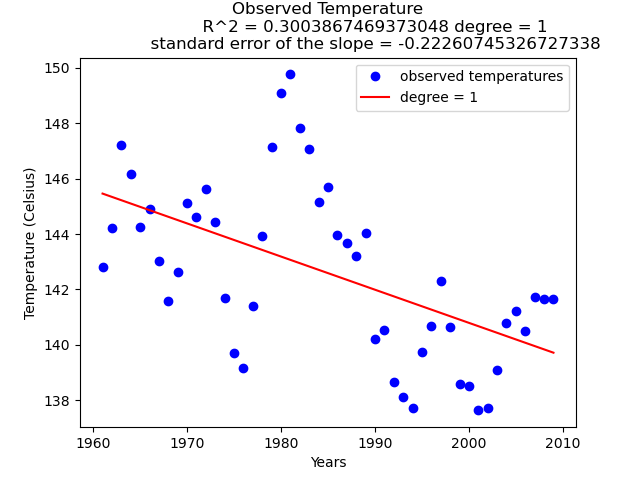 Observed Temperature
R^2 = 0.3003867469373048 degree = 1
standard error of the slope = -0.22260745326727338
observed temperatures
degree = 1
Temperature (Celsius)
150
148
146
144
142
140
138
1960
1970
1980
1990
2000
2010
Years